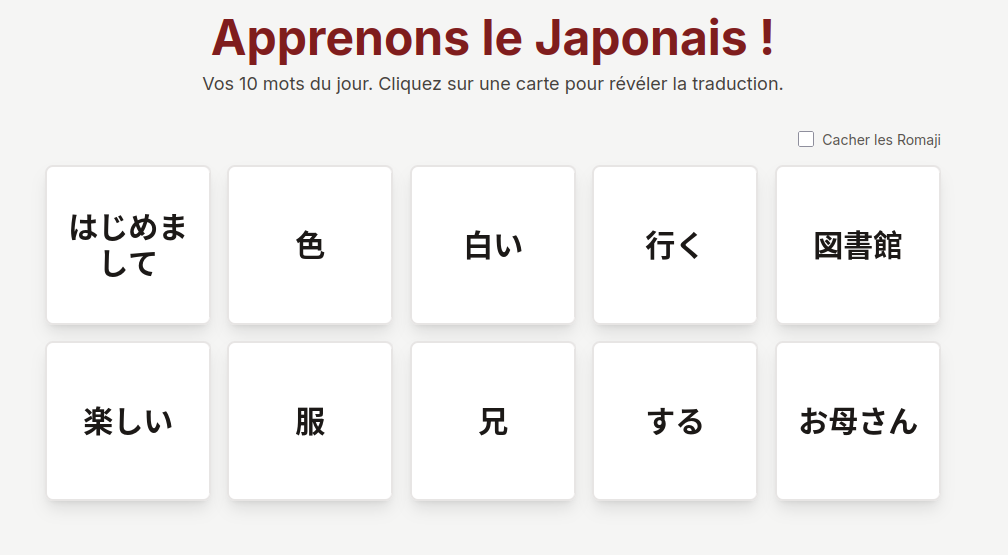 Apprenons le Japonais !
Vos 10 mots du jour. Cliquez sur une carte pour révéler la traduction.
Cacher les Romaji
はじめま
して
色
白い
行く
図書館
楽しい
服
兄
する
お母さん